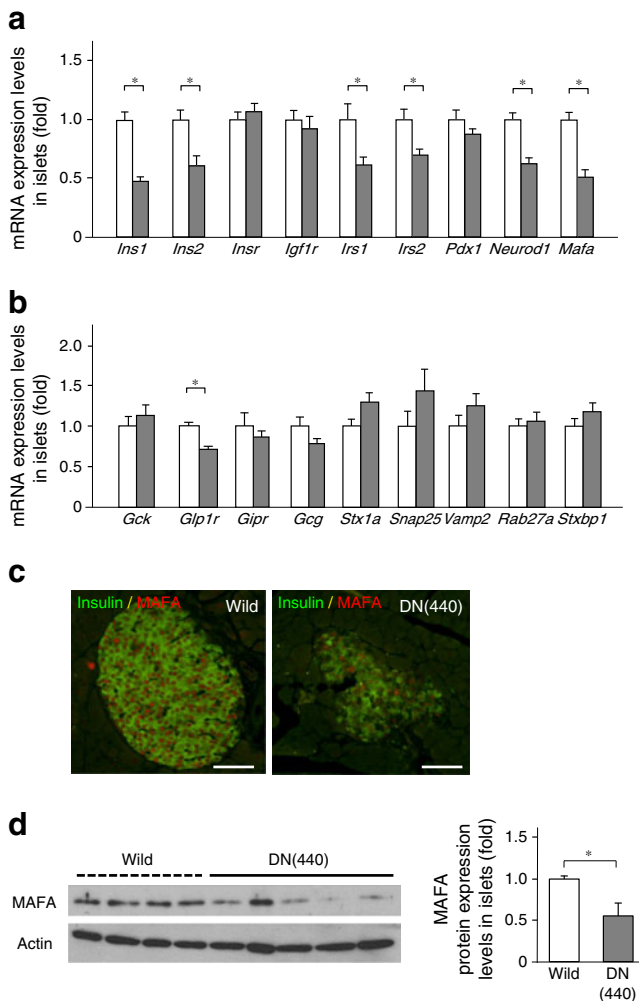 a
mRNA expression levels
in islets (fold)
1.5
1.0
0.5
0
* * * * * *
Ins1 Ins2 Insr Igf1r Irs1 Irs2 Pdx1 Neurod1 Mafa
b
mRNA expression levels
in islets (fold)
2.0
1.5
1.0
0.5
0
*
Gck Glp1r Gipr Gcg Stx1a Snap25 Vamp2 Rab27a Stxbp1
c
Insulin / MAFA Wild
Insulin / MAFA DN(440)
d
Wild DN(440)
MAFA
Actin
MAFA
protein expression
levels in islets (fold)
1.5
1.0
0.5
0
*
Wild DN
(440)